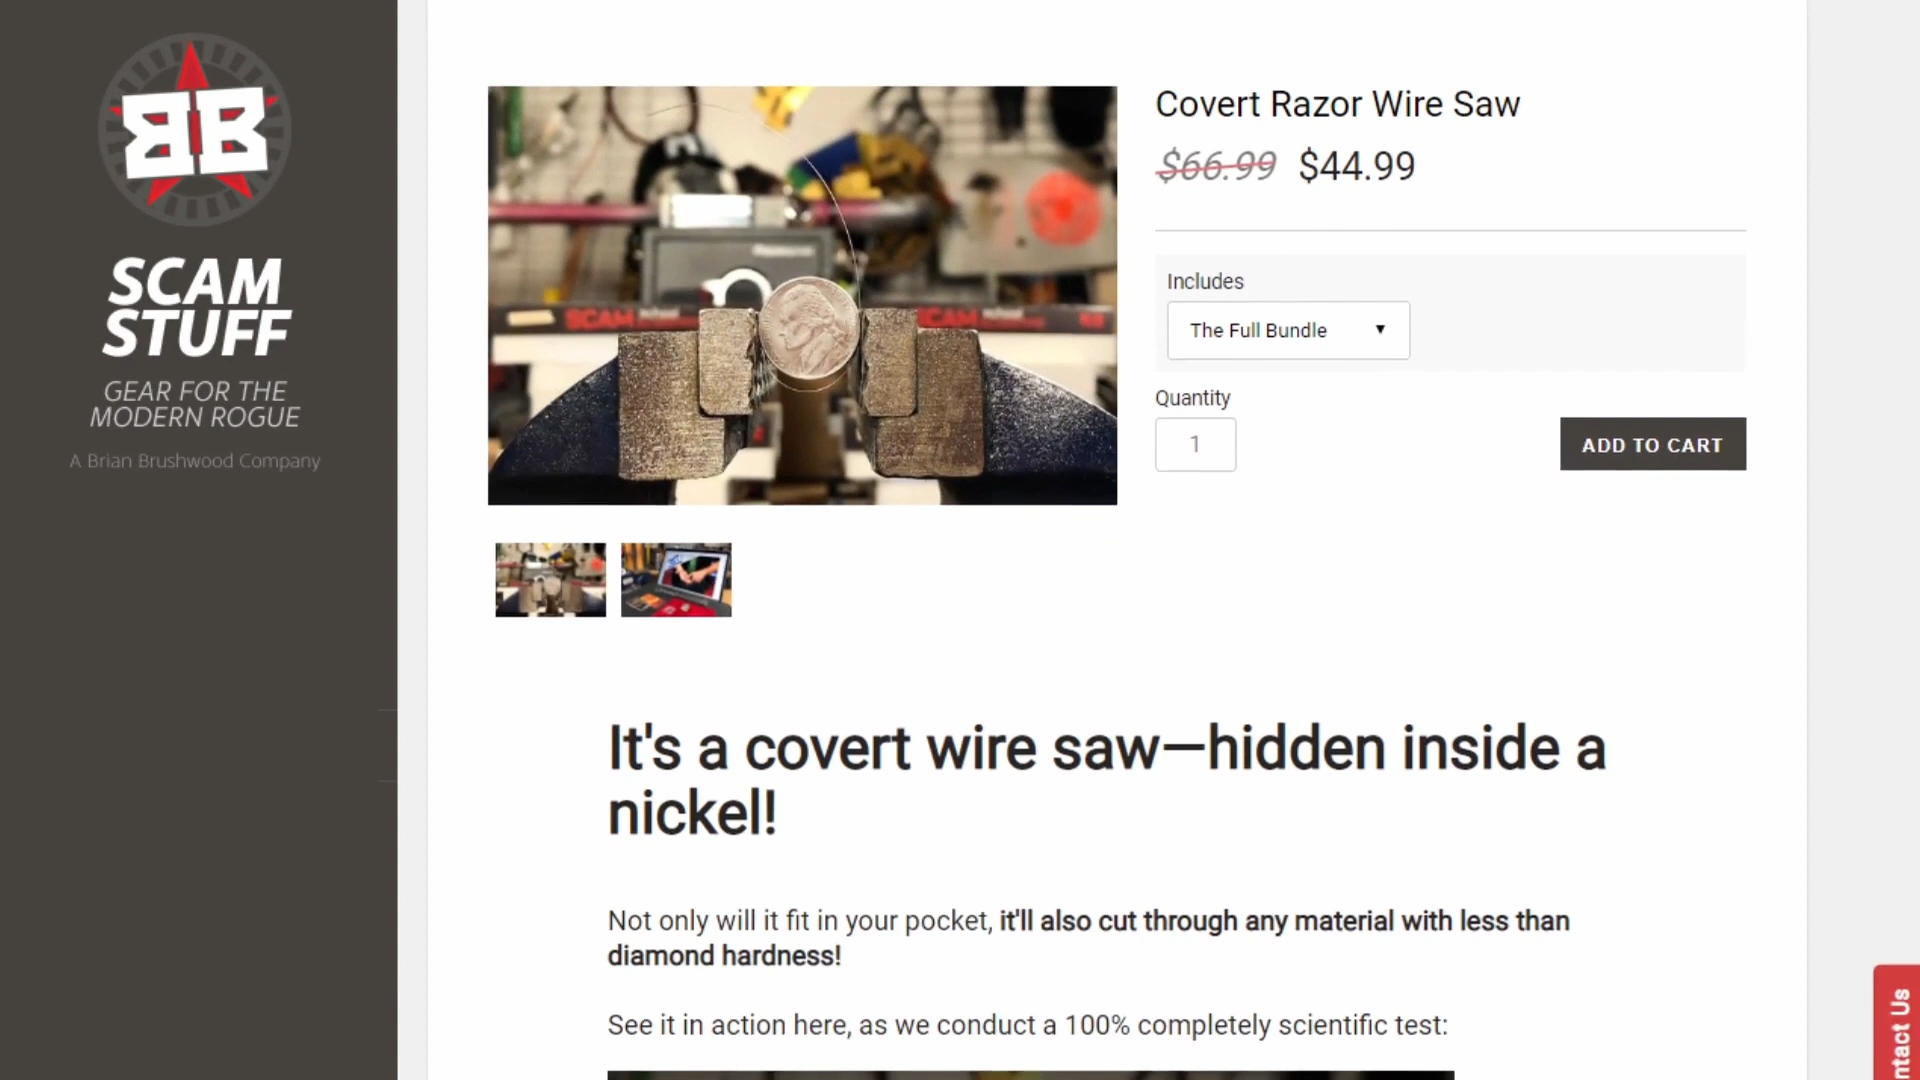 BB
SCAM
STUFF
GEAR FOR THE
MODERN ROGUE
A Brian Brushwood Company
SCAM
SCAM
Covert Razor Wire Saw
$66.99 $44.99
Includes
The Full Bundle
Quantity
1
ADD TO CART
It's a covert wire saw—hidden inside a
nickel!
Not only will it fit in your pocket, it'll also cut through any material with less than
diamond hardness!
See it in action here, as we conduct a 100% completely scientific test:
ntact Us